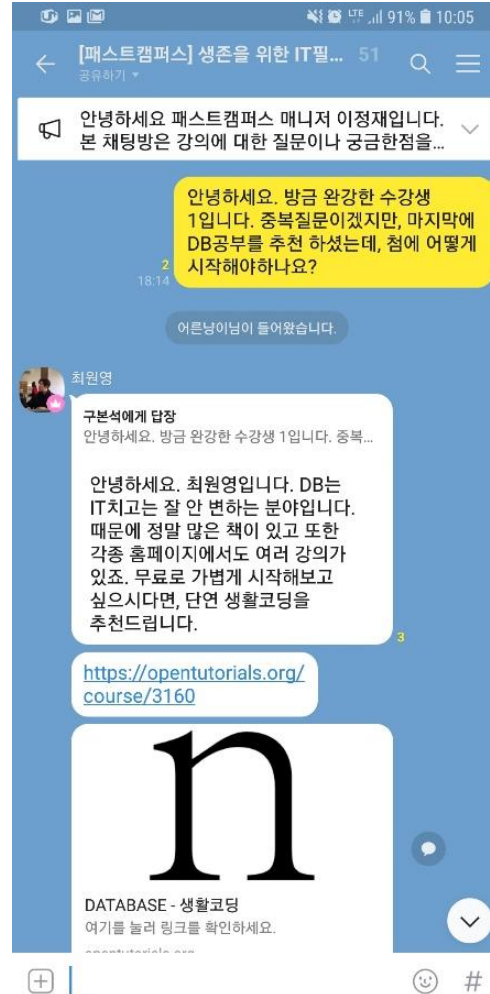 LTE 91% 10:05
[패스트캠퍼스] 생존을 위한 IT필... 51
공유하기
안녕하세요 패스트캠퍼스 매니저 이정재입니다.
본 채팅방은 강의에 대한 질문이나 궁금한점을...
안녕하세요. 방금 완강한 수강생
1입니다. 중복질문이겠지만, 마지막에
DB공부를 추천 하셨는데, 첨에 어떻게
시작해야하나요?
2
18:14
어른냥이님이 들어왔습니다.
최원영
구본석에게 답장
안녕하세요. 방금 완강한 수강생 1입니다. 중복...
안녕하세요. 최원영입니다. DB는
IT치고는 잘 안 변하는 분야입니다.
때문에 정말 많은 책이 있고 또한
각종 홈페이지에서도 여러 강의가
있죠. 무료로 가볍게 시작해보고
싶으시다면, 단연 생활코딩을
추천드립니다.
3
https://opentutorials.org/
course/3160
n
DATABASE - 생활코딩
여기를 눌러 링크를 확인하세요.
#